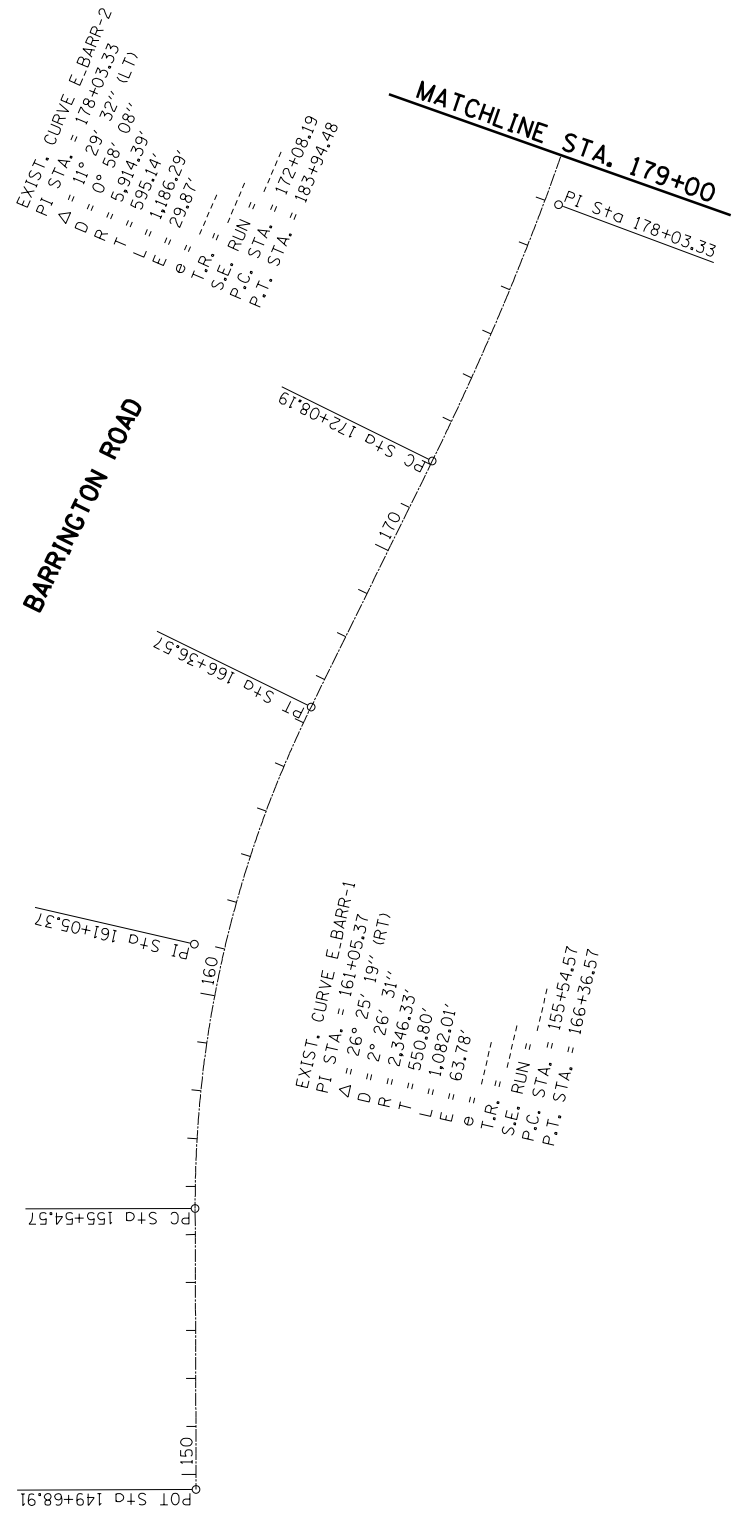 EXIST. CURVE E_BARR-2
PI STA. = 178+03.33
Δ = 11° 29' 32'' (LT)
D = 0° 58' 08''
R = 5,914.39'
T = 595.14'
L = 1,186.29'
E = 29.87'
e = -----
T.R. = -----
S.E. RUN = -----
P.C. STA. = 172+08.19
P.T. STA. = 183+94.48
MATCHLINE STA. 179+00
PI Sta 178+03.33
PC Sta 172+08.19
BARRINGTON ROAD
170
PT Sta 166+36.57
PI Sta 161+05.37
160
EXIST. CURVE E_BARR-1
PI STA. = 161+05.37
Δ = 26° 25' 19'' (RT)
D = 2° 26' 31''
R = 2,346.33'
T = 550.80'
L = 1,082.01'
E = 63.78'
e = -----
T.R. = -----
S.E. RUN = -----
P.C. STA. = 155+54.57
P.T. STA. = 166+36.57
PC Sta 155+54.57
150
POT Sta 149+68.91